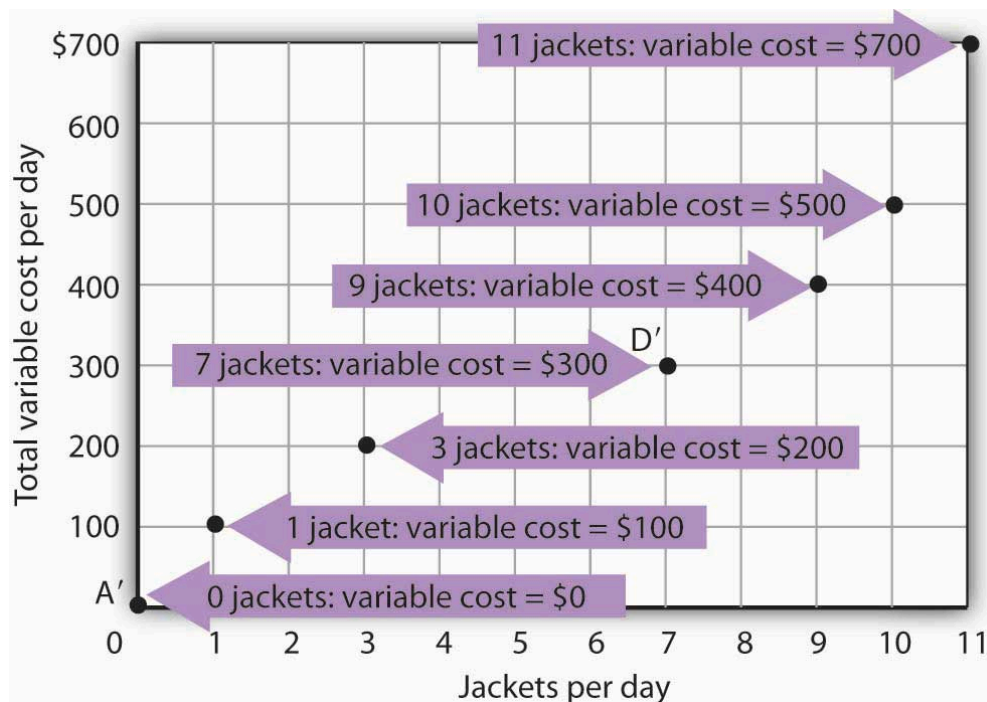 $700
11 jackets: variable cost = $700
600
500
10 jackets: variable cost = $500
400
9 jackets: variable cost = $400
D′
300
7 jackets: variable cost = $300
200
3 jackets: variable cost = $200
100
1 jacket: variable cost = $100
A′
0 jackets: variable cost = $0
Total variable cost per day
0 1 2 3 4 5 6 7 8 9 10 11
Jackets per day